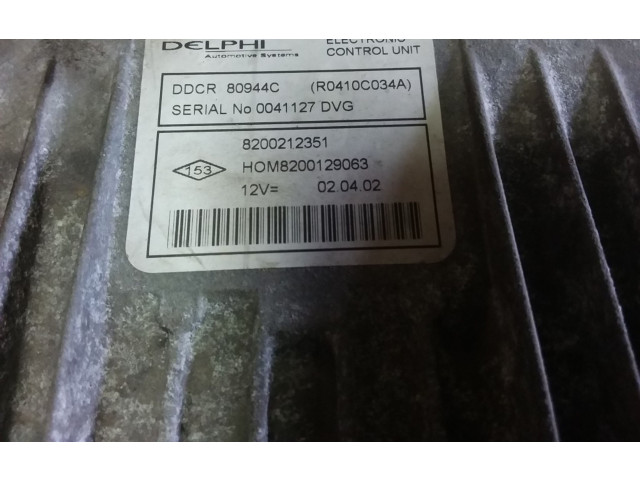 DELPHI
Automotive Systems
ELECTRONIC
CONTROL UNIT
DDCR 80944C (R0410C034A)
SERIAL No 0041127 DVG
8200212351
153 HOM8200129063
12V= 02.04.02